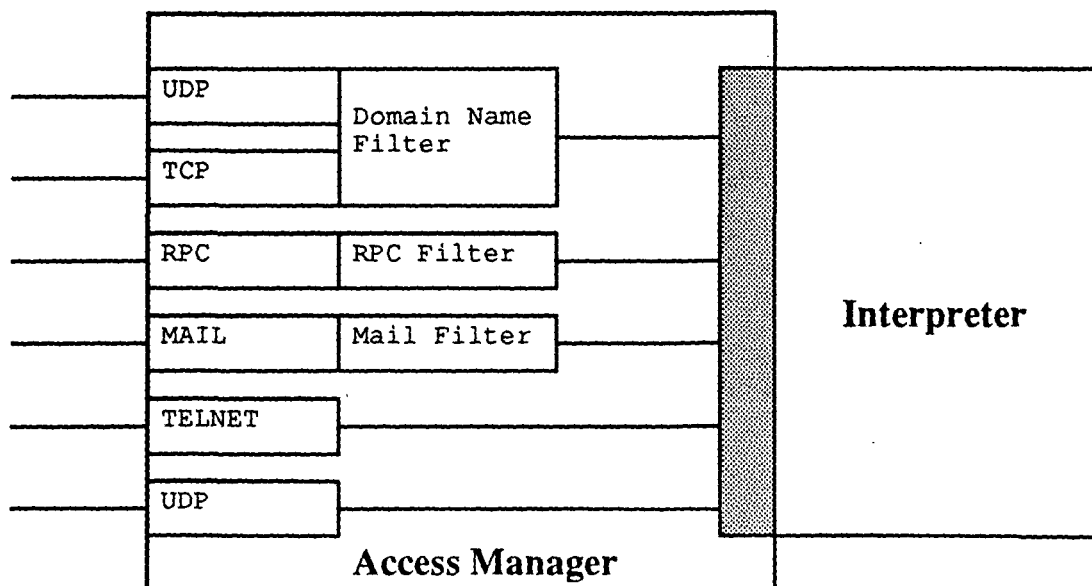 UDP
Domain Name
Filter
TCP
RPC
RPC Filter
MAIL
Mail Filter
TELNET
UDP
Interpreter
Access Manager